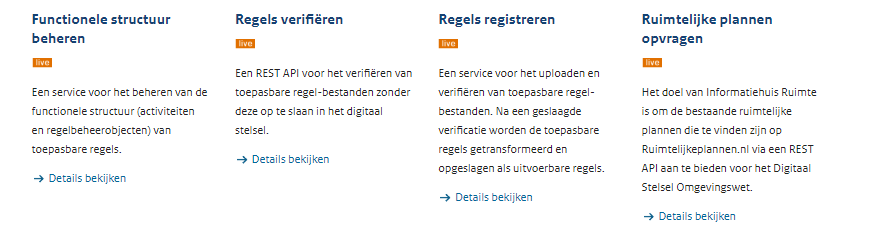 Functionele structuur
beheren
live
Een service voor het beheren van de
functionele structuur (activiteiten
en regelbeheerobjecten) van
toepasbare regels.
→ Details bekijken
Regels verifiëren
live
Een REST API voor het verifiëren van
toepasbare regel-bestanden zonder
deze op te slaan in het digitaal
stelsel.
→ Details bekijken
Regels registreren
live
Een service voor het uploaden en
verifiëren van toepasbare regel-
bestanden. Na een geslaagde
verificatie worden de toepasbare
regels getransformeerd en
opgeslagen als uitvoerbare regels.
→ Details bekijken
Ruimtelijke plannen
opvragen
live
Het doel van Informatiehuis Ruimte
is om de bestaande ruimtelijke
plannen die te vinden zijn op
Ruimtelijkeplannen.nl via een REST
API aan te bieden voor het Digitaal
Stelsel Omgevingswet.
→ Details bekijken